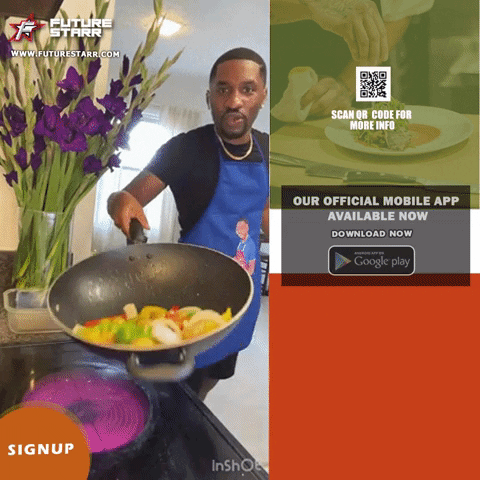 FUTURE
STARR
WWW.FUTURESTARR.COM
SCAN QR CODE FOR
MORE INFO
OUR OFFICIAL MOBILE APP
AVAILABLE NOW
DOWNLOAD NOW
ANDROID APP ON
Google play
SIGNUP
InShOt